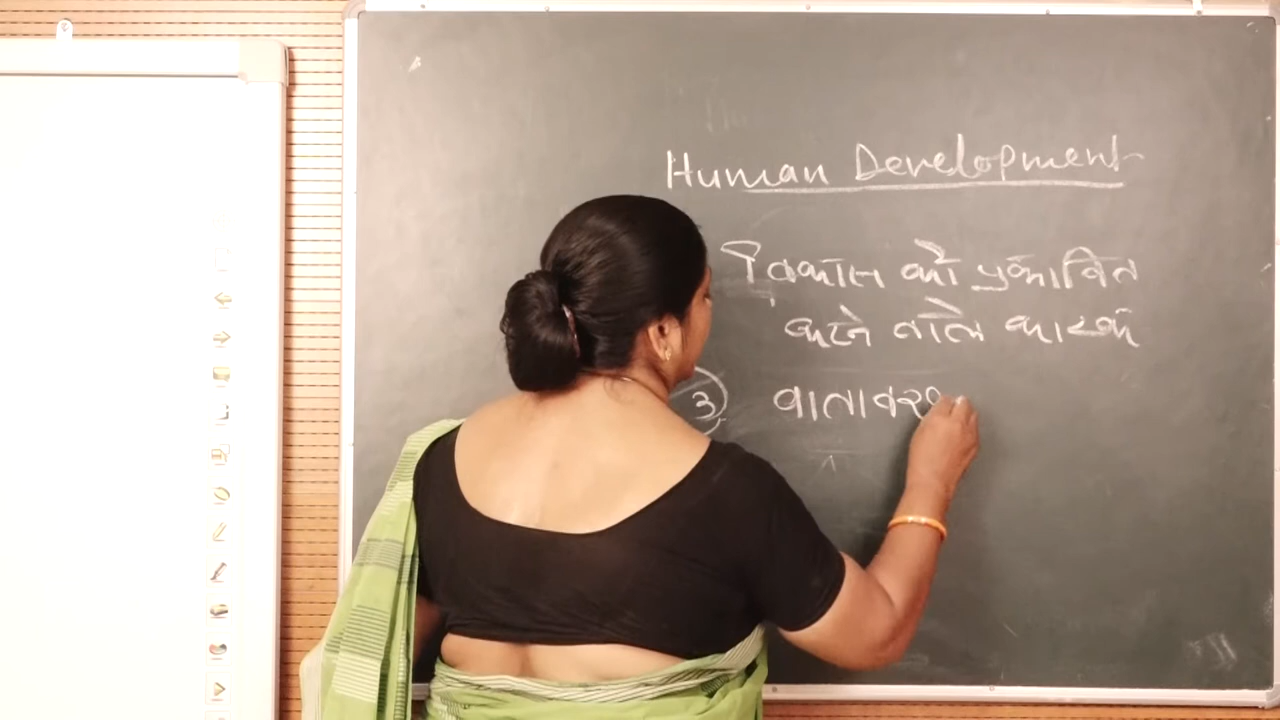 Human Development
विकास को प्रभावित
करने वाले कारक
3 वातावर